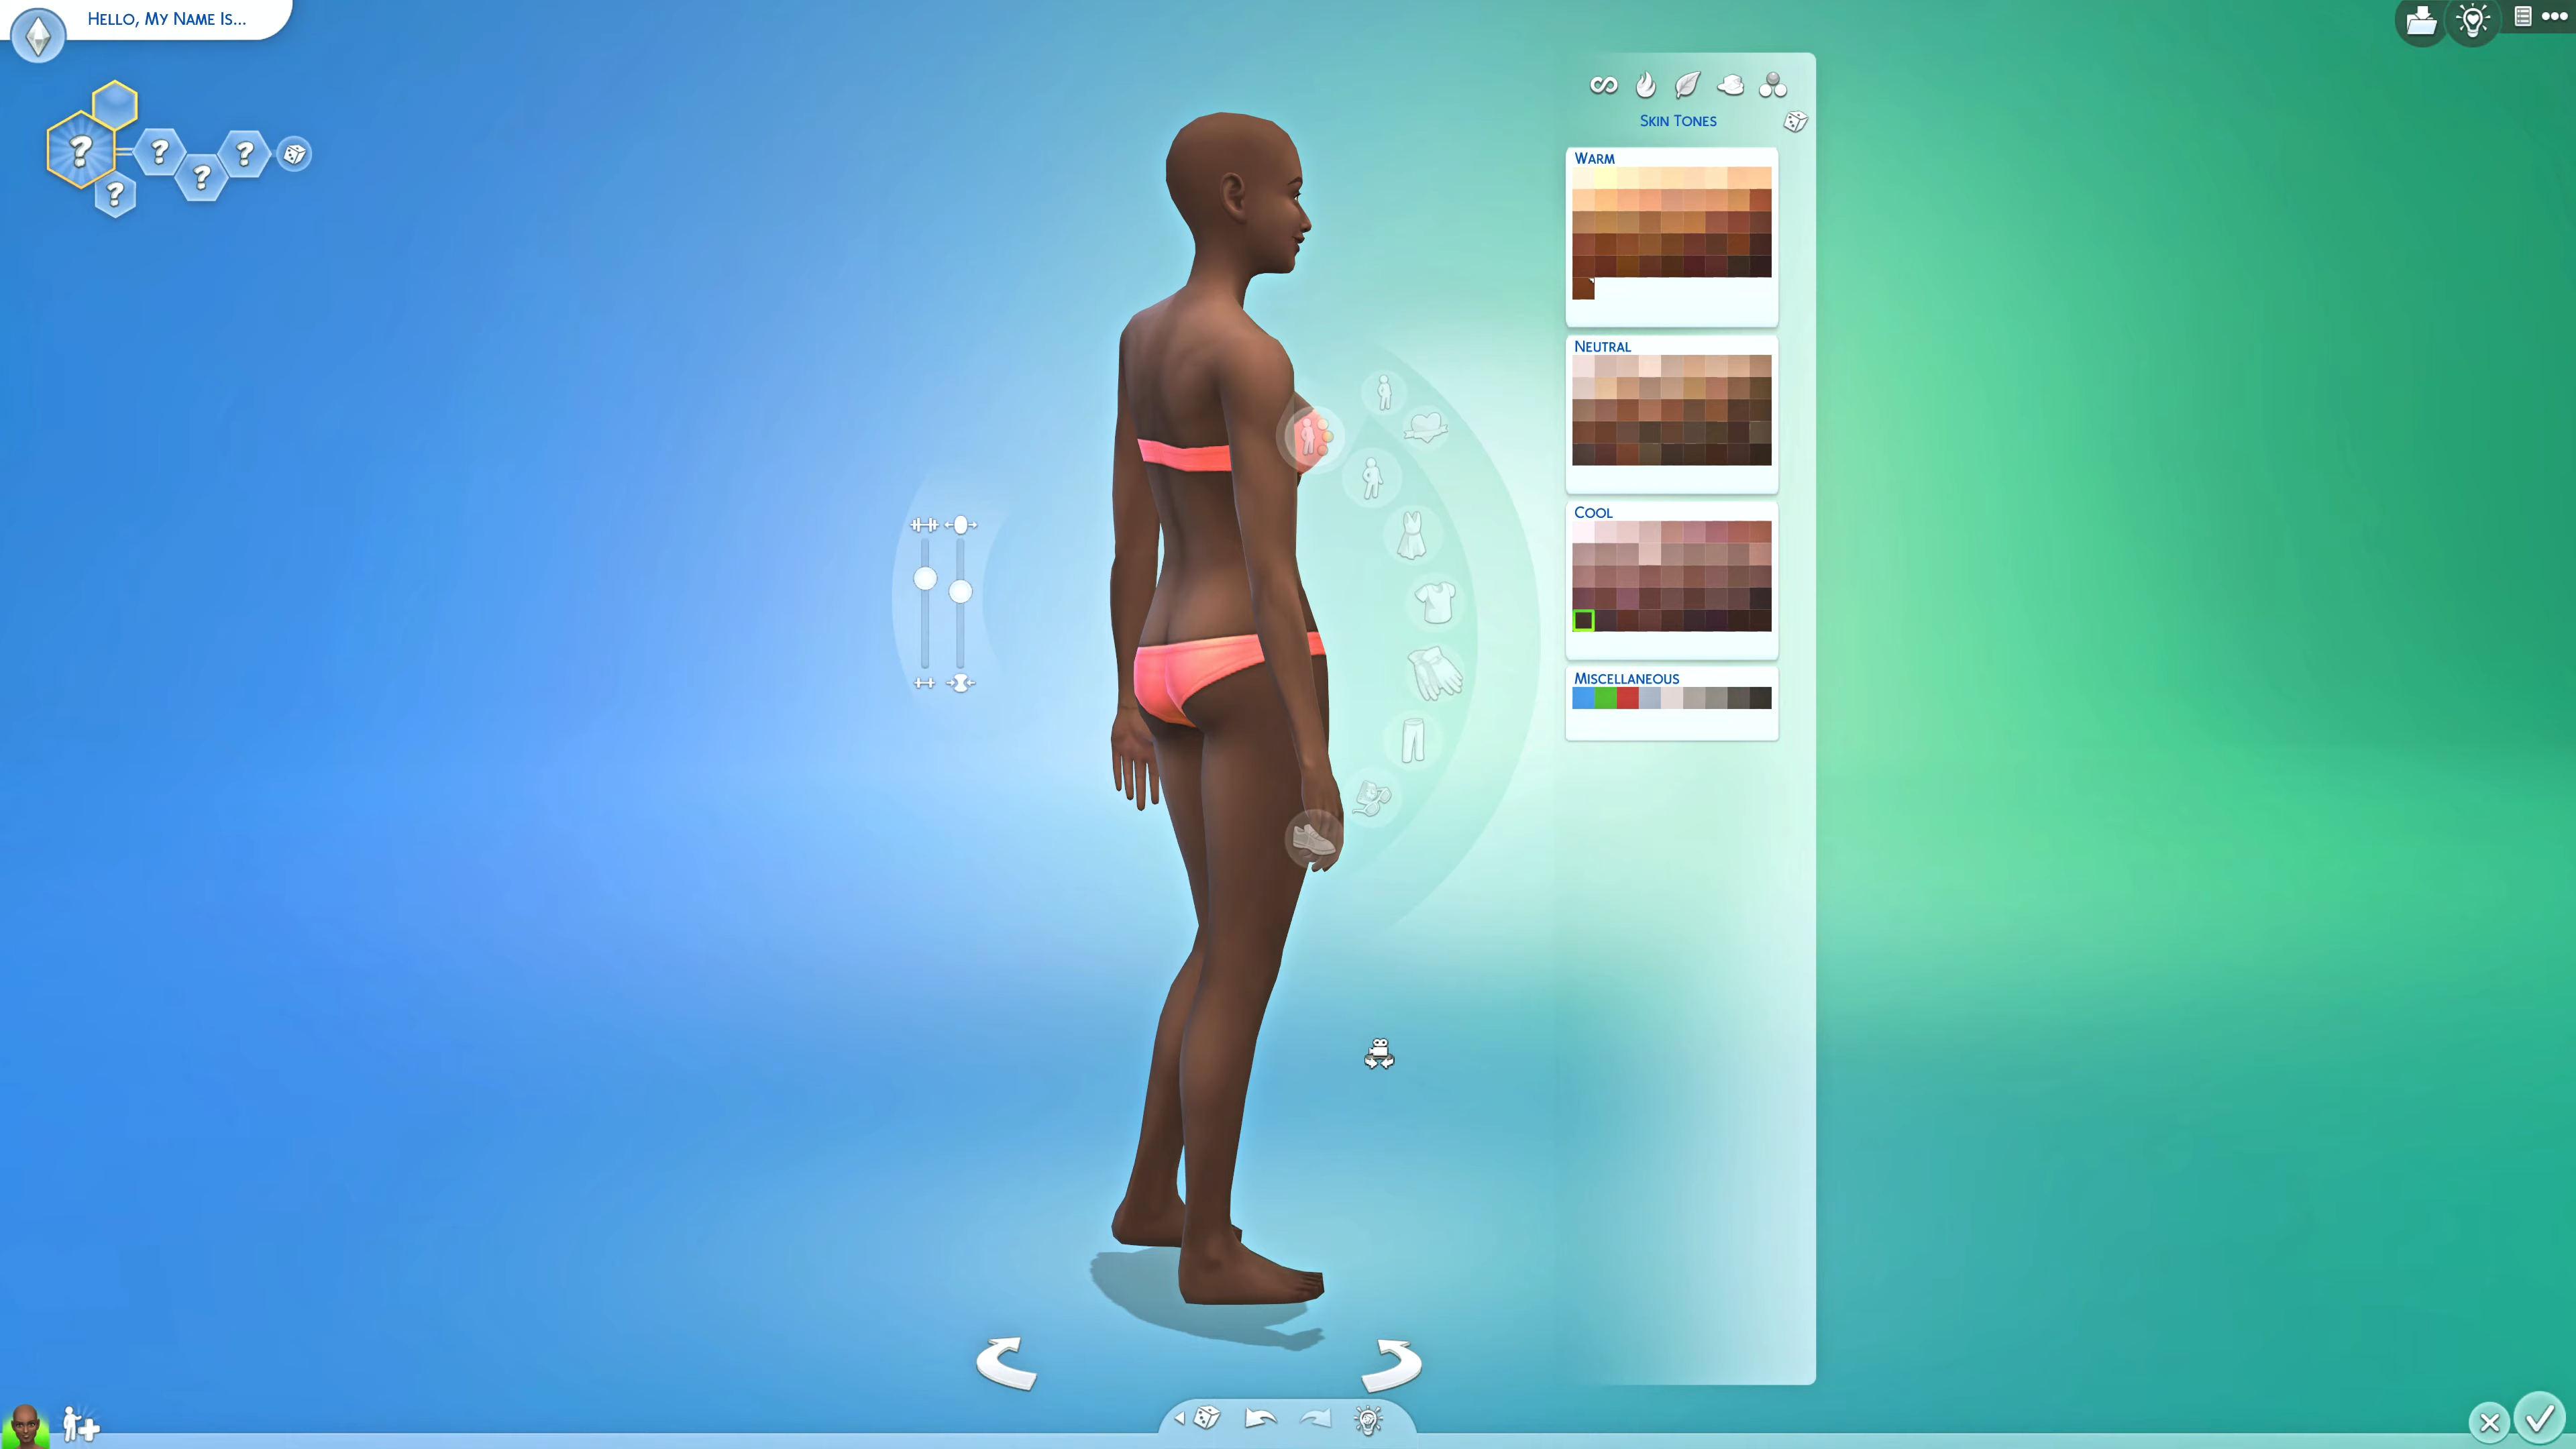 Hello, My Name Is...
Skin Tones
Warm
Neutral
Cool
Miscellaneous